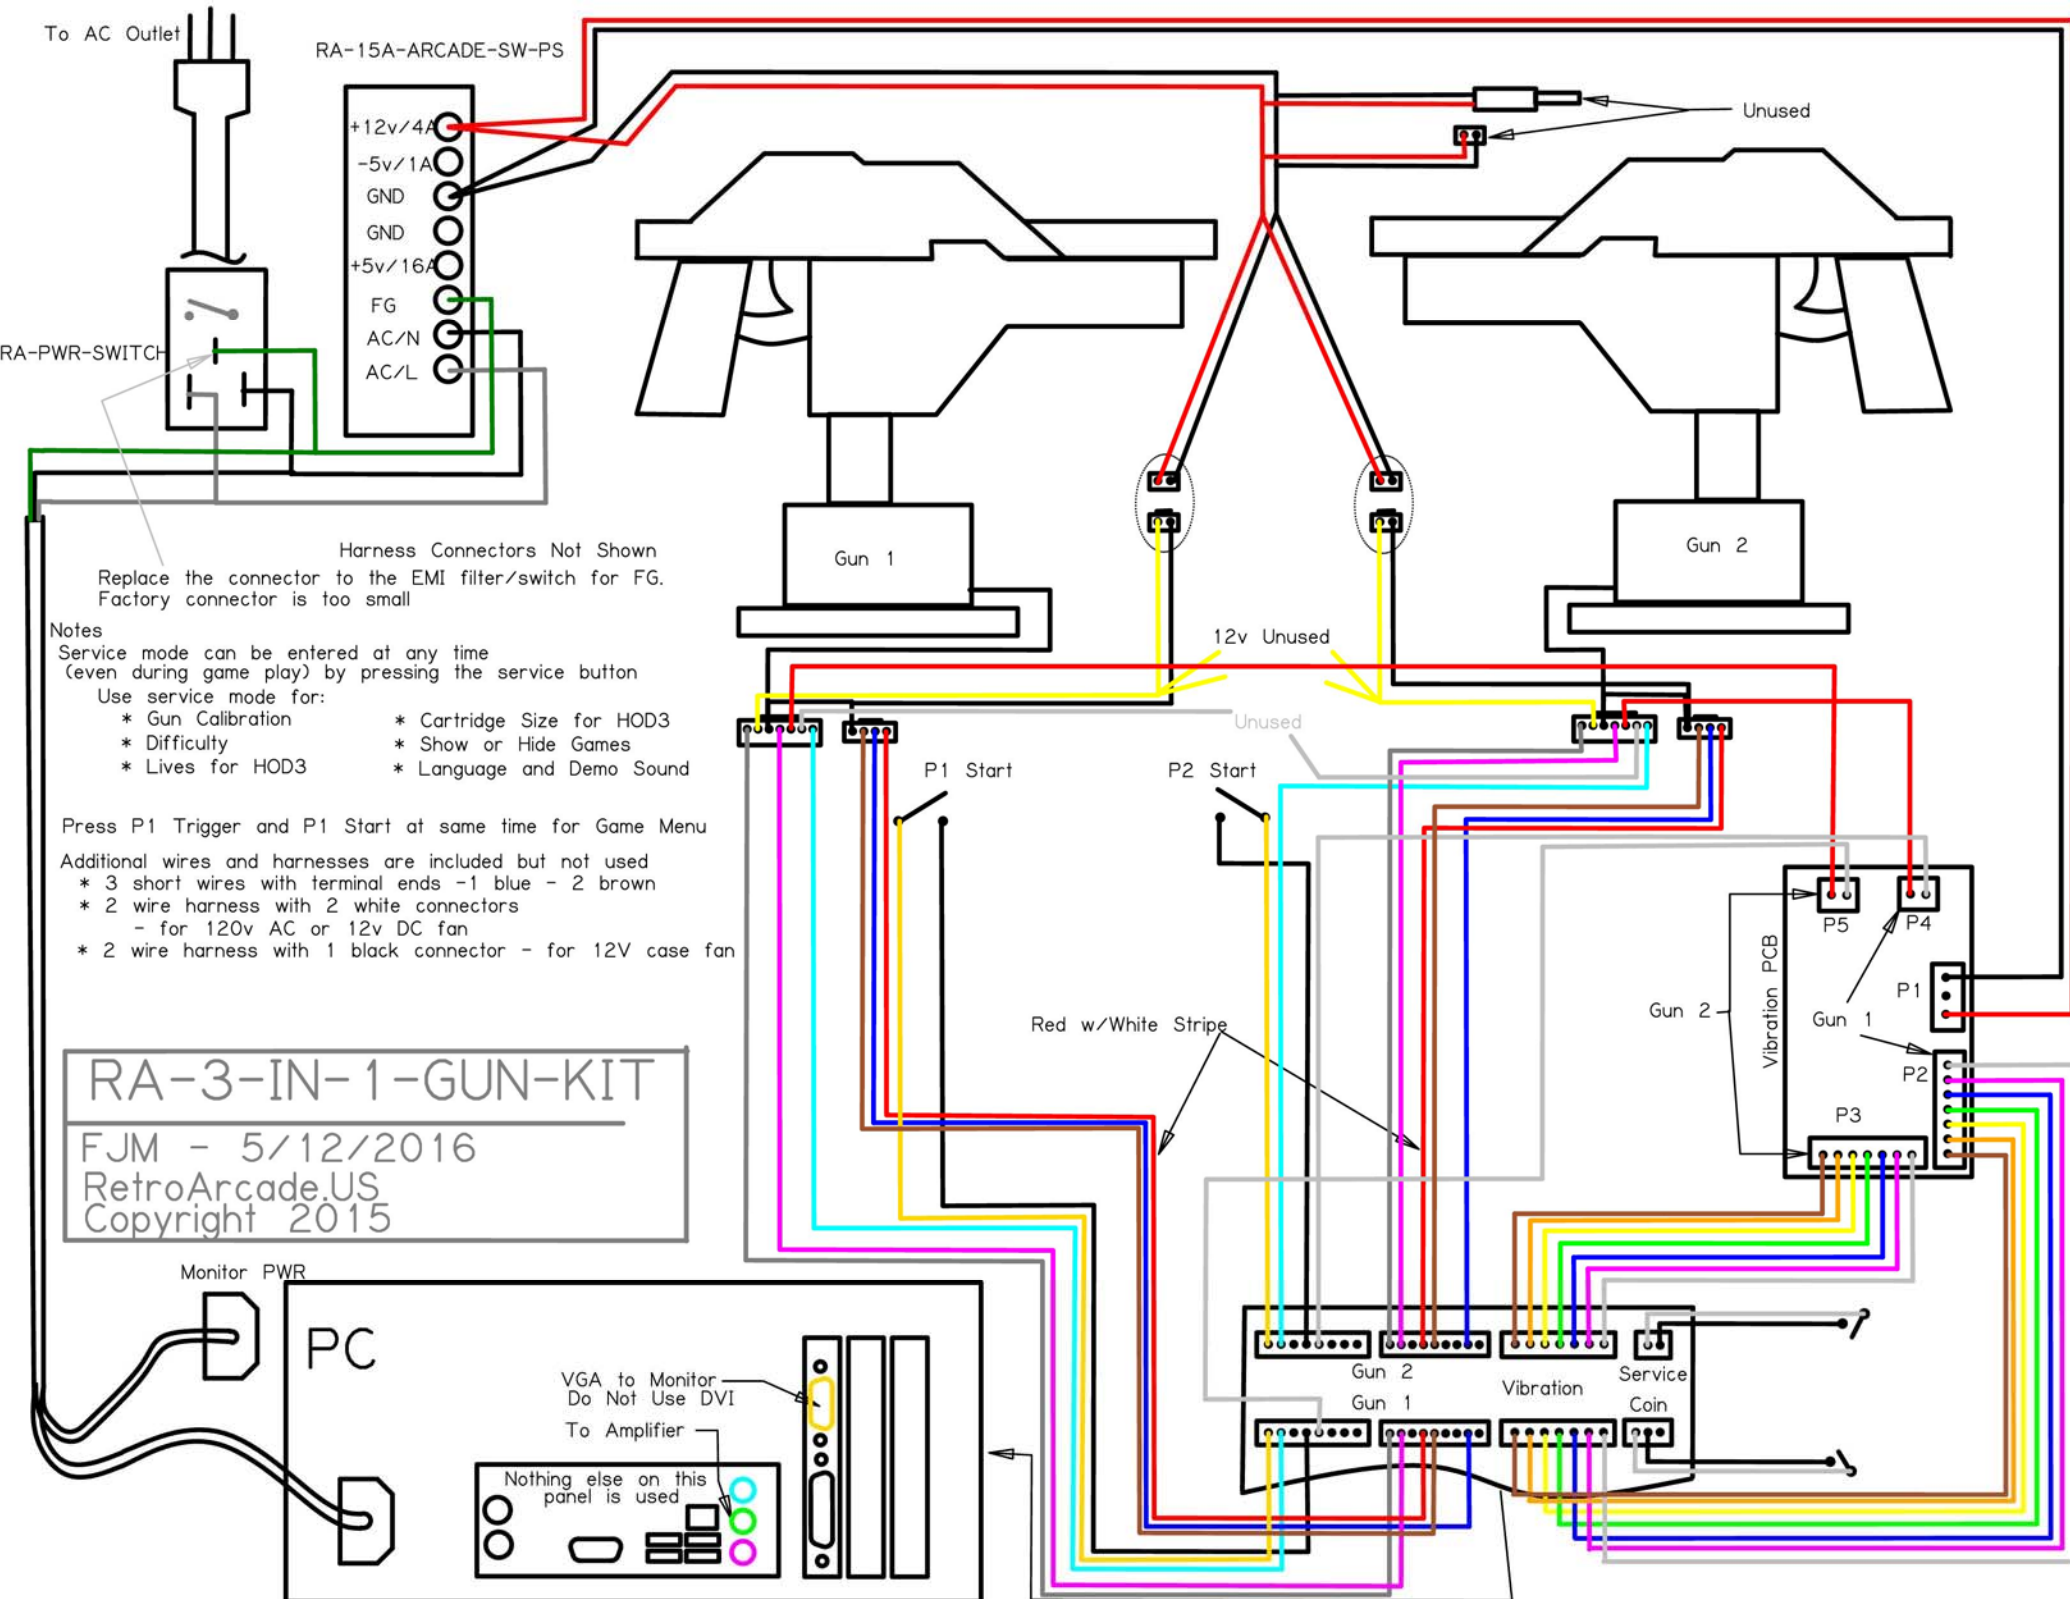 To AC Outlet
RA-15A-ARCADE-SW-PS
+12v/4A
-5v/1A
GND
GND
+5v/16A
FG
AC/N
AC/L
RA-PWR-SWITCH
Unused
Gun 1
Gun 2
Harness Connectors Not Shown
Replace the connector to the EMI filter/switch for FG.
Factory connector is too small
Notes
Service mode can be entered at any time
(even during game play) by pressing the service button
Use service mode for:
* Gun Calibration
* Difficulty
* Lives for HOD3
* Cartridge Size for HOD3
* Show or Hide Games
* Language and Demo Sound
Press P1 Trigger and P1 Start at same time for Game Menu
Additional wires and harnesses are included but not used
* 3 short wires with terminal ends -1 blue - 2 brown
* 2 wire harness with 2 white connectors
- for 120v AC or 12v DC fan
* 2 wire harness with 1 black connector - for 12V case fan
12v Unused
Unused
P1 Start
P2 Start
Red w/White Stripe
P5
P4
Vibration PCB
P1
Gun 2
Gun 1
P2
P3
RA-3-IN-1-GUN-KIT
FJM - 5/12/2016
RetroArcade.US
Copyright 2015
Monitor PWR
PC
VGA to Monitor
Do Not Use DVI
To Amplifier
Nothing else on this
panel is used
Gun 2
Gun 1
Vibration
Service
Coin